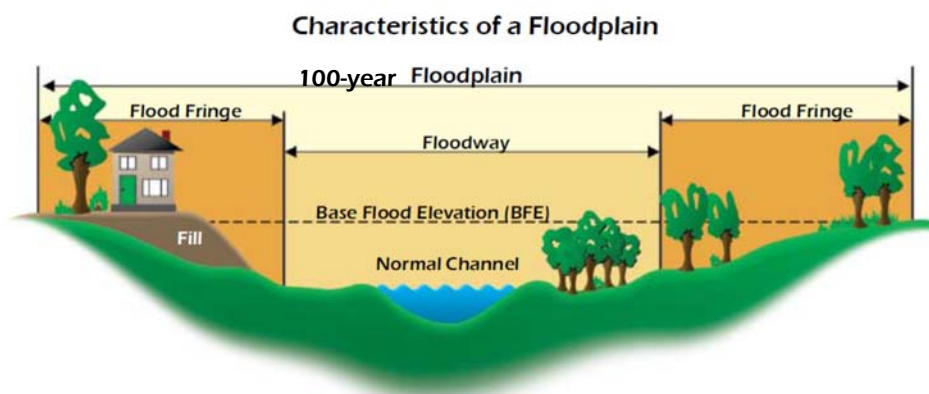 Characteristics of a Floodplain
100-year Floodplain
Flood Fringe
Flood Fringe
Floodway
Base Flood Elevation (BFE)
Fill
Normal Channel